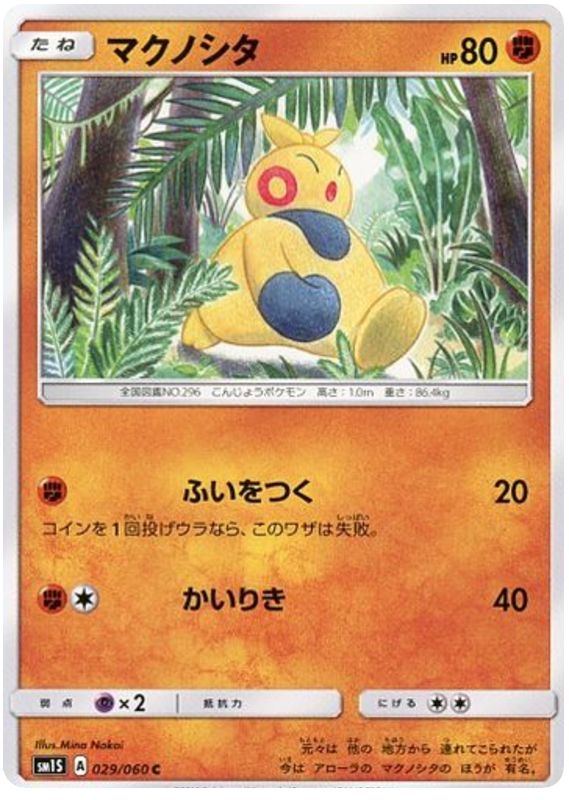 たね マクノシタ HP 80
全国図鑑NO.296 こんじょうポケモン 高さ：1.0m 重さ：86.4kg
ふいをつく 20
コインを1回投げウラなら、このワザは失敗。
かいりき 40
弱点 ×2 抵抗力 にげる
Illus.Mina Nakai
元々は 他の 地方から 連れてこられたが
今は アローラの マクノシタの ほうが 有名。
SM1S A 029/060 C